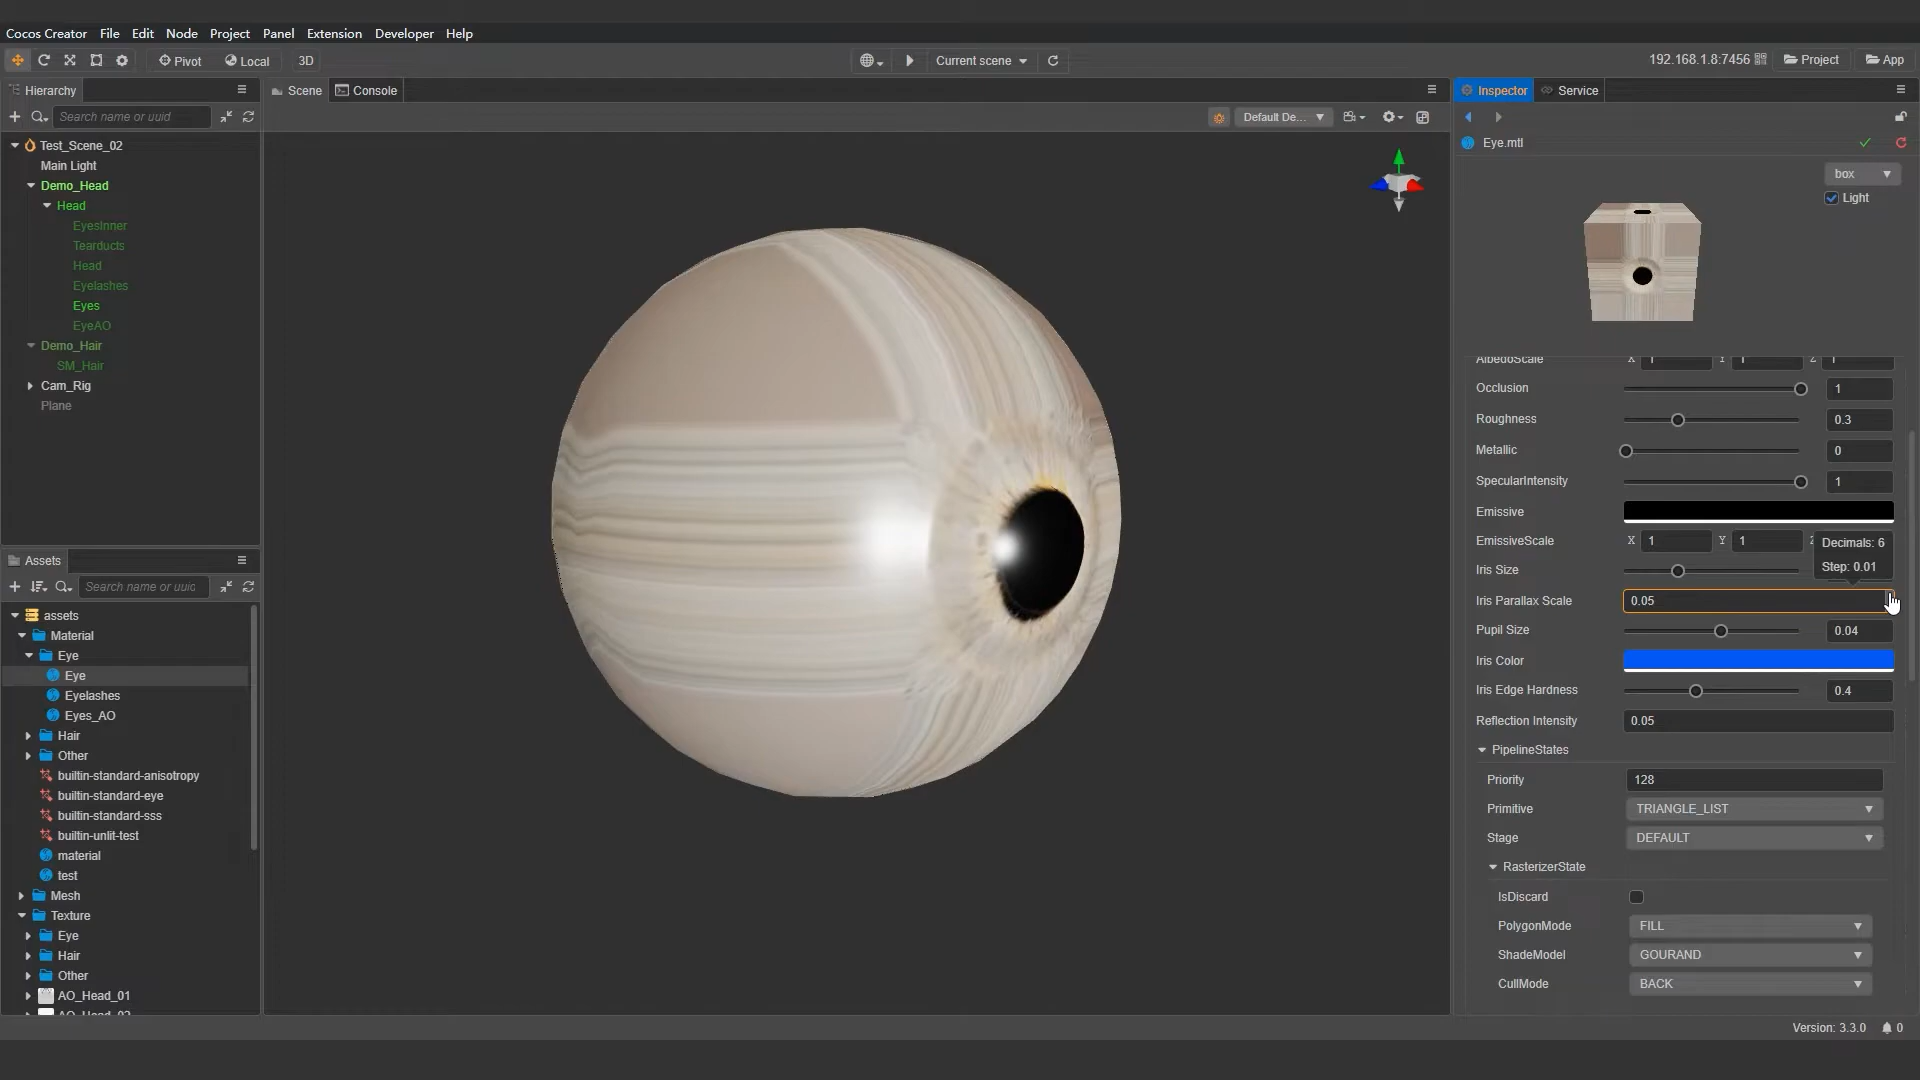 Cocos Creator File Edit Node Project Panel Extension Developer Help
Pivot Local 3D Current scene 192.168.1.8:7456 Project App
Hierarchy
Search name or uuid
Test_Scene_02
Main Light
Demo_Head
Head
EyesInner
Tearducts
Head
Eyelashes
Eyes
EyeAO
Demo_Hair
SM_Hair
Cam_Rig
Plane
Assets
Search name or uuic
assets
Material
Eye
Eye
Eyelashes
Eyes_AO
Hair
Other
builtin-standard-anisotropy
builtin-standard-eye
builtin-standard-sss
builtin-unlit-test
material
test
Mesh
Texture
Eye
Hair
Other
AO_Head_01
AO_Head_02
Scene Console
Default De...
Inspector Service
Eye.mtl
box
Light
AlbedoScale X 1 Y 1 Z 1
Occlusion 1
Roughness 0.3
Metallic 0
SpecularIntensity 1
Emissive
EmissiveScale X 1 Y 1
Decimals: 6
Step: 0.01
Iris Size
Iris Parallax Scale 0.05
Pupil Size 0.04
Iris Color
Iris Edge Hardness 0.4
Reflection Intensity 0.05
PipelineStates
Priority 128
Primitive TRIANGLE_LIST
Stage DEFAULT
RasterizerState
IsDiscard
PolygonMode FILL
ShadeModel GOURAND
CullMode BACK
Version: 3.3.0 0